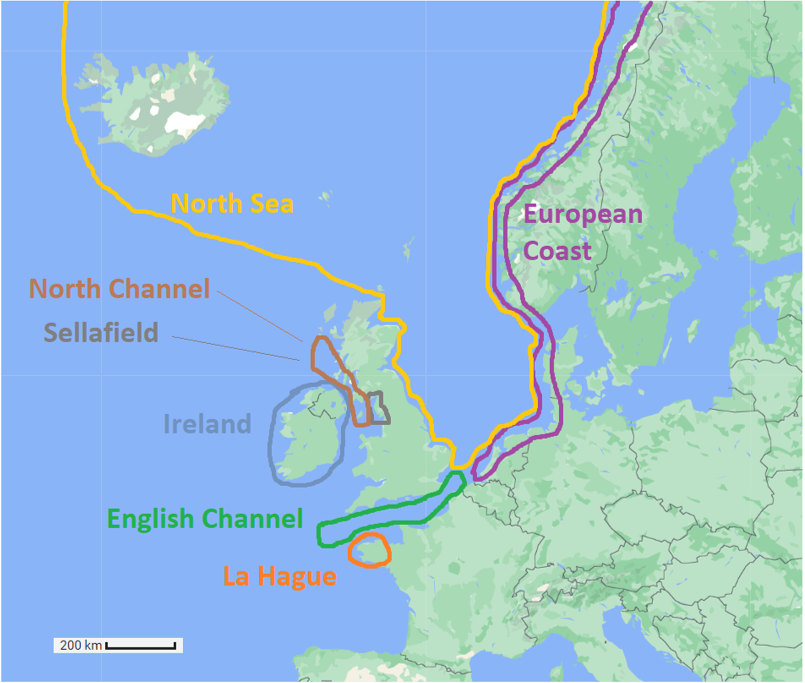 North Sea
European
Coast
North Channel
Sellafield
Ireland
English Channel
La Hague
200 km